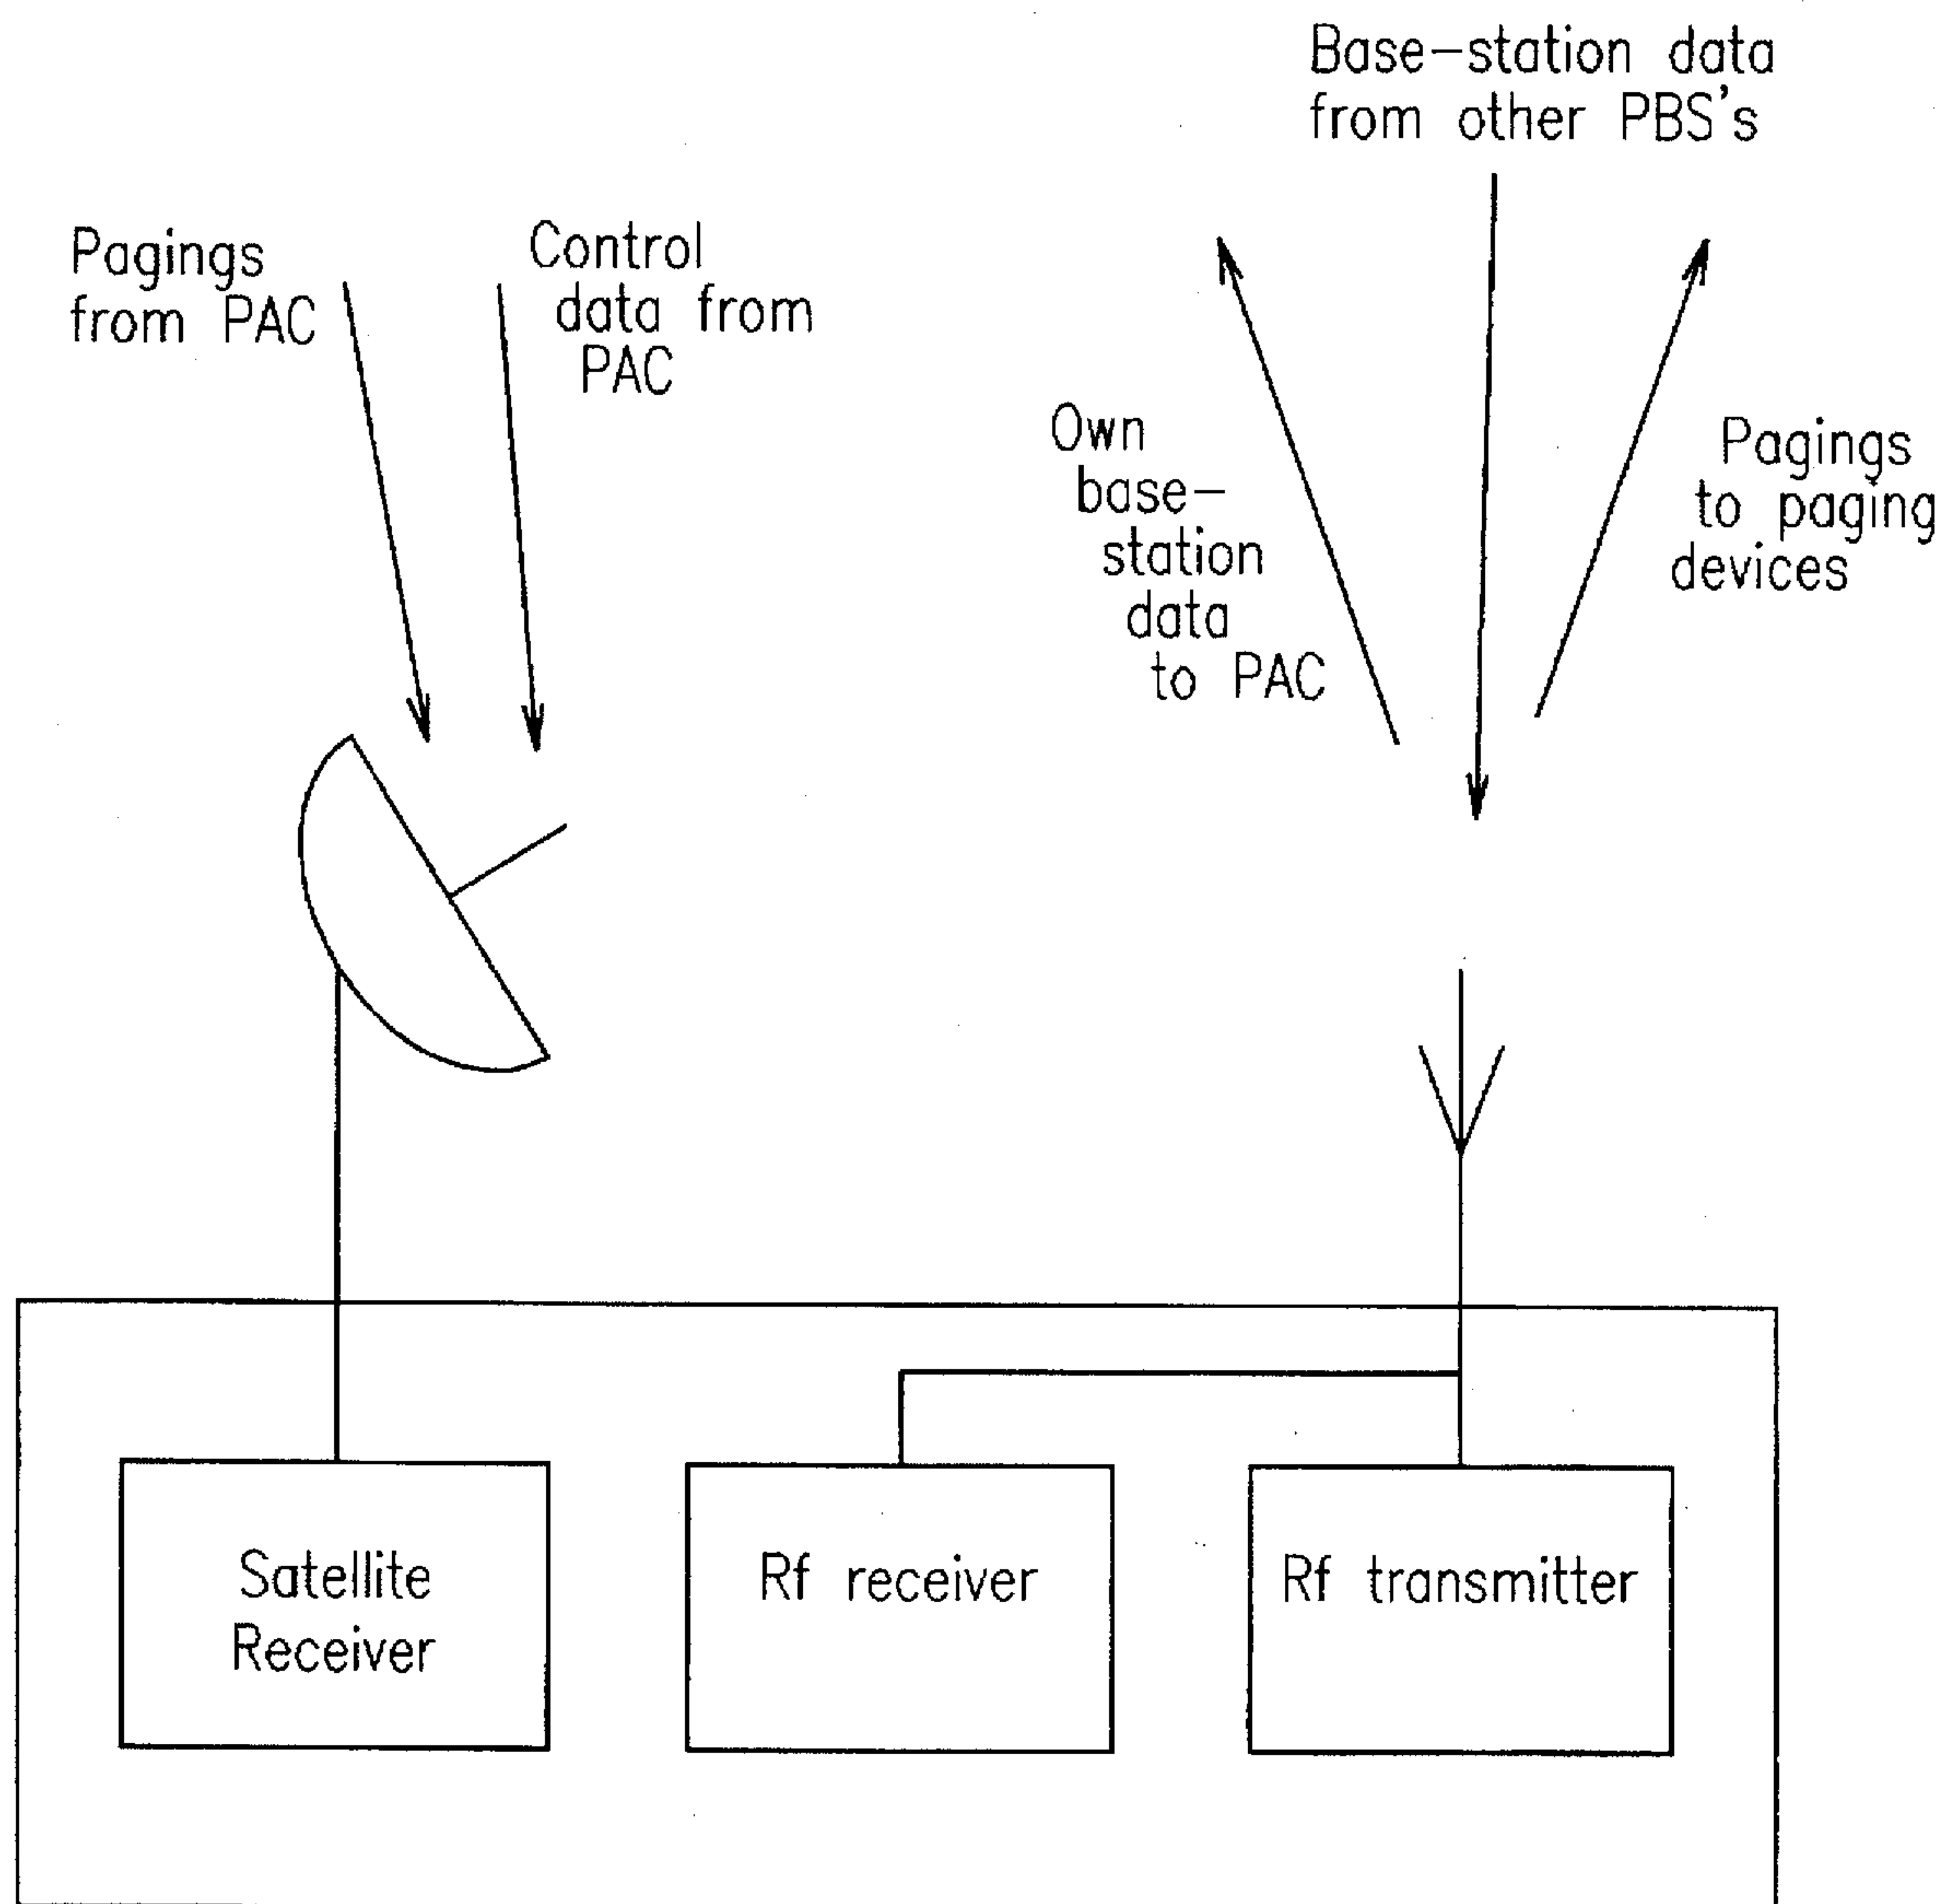 Base-station data
from other PBS's
Pagings
from PAC
Control
data from
PAC
Own
base-
station
data
to PAC
Pagings
to paging
devices
Satellite
Receiver
Rf receiver
Rf transmitter